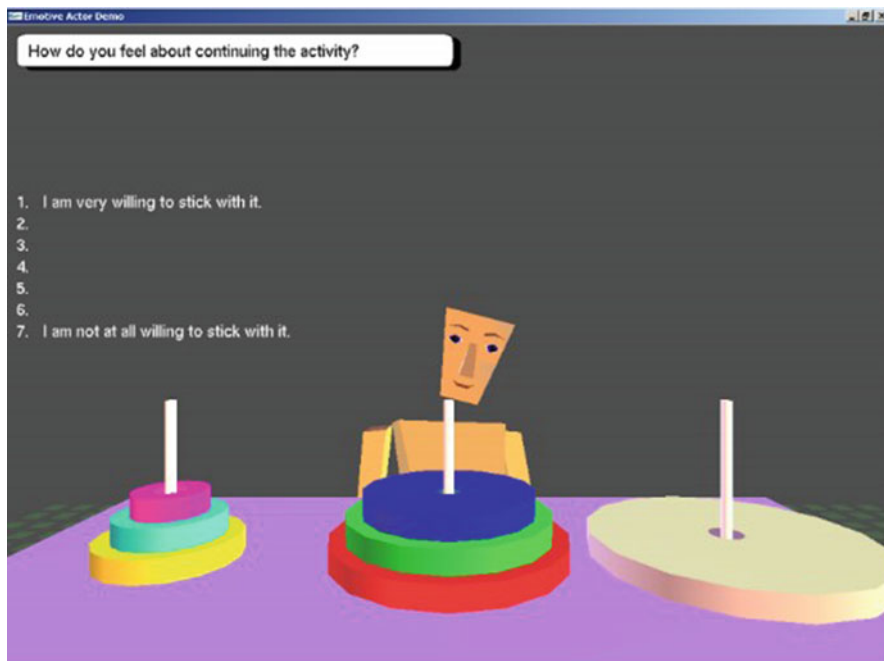 Emotive Actor Demo
How do you feel about continuing the activity?
1. I am very willing to stick with it.
2.
3.
4.
5.
6.
7. I am not at all willing to stick with it.